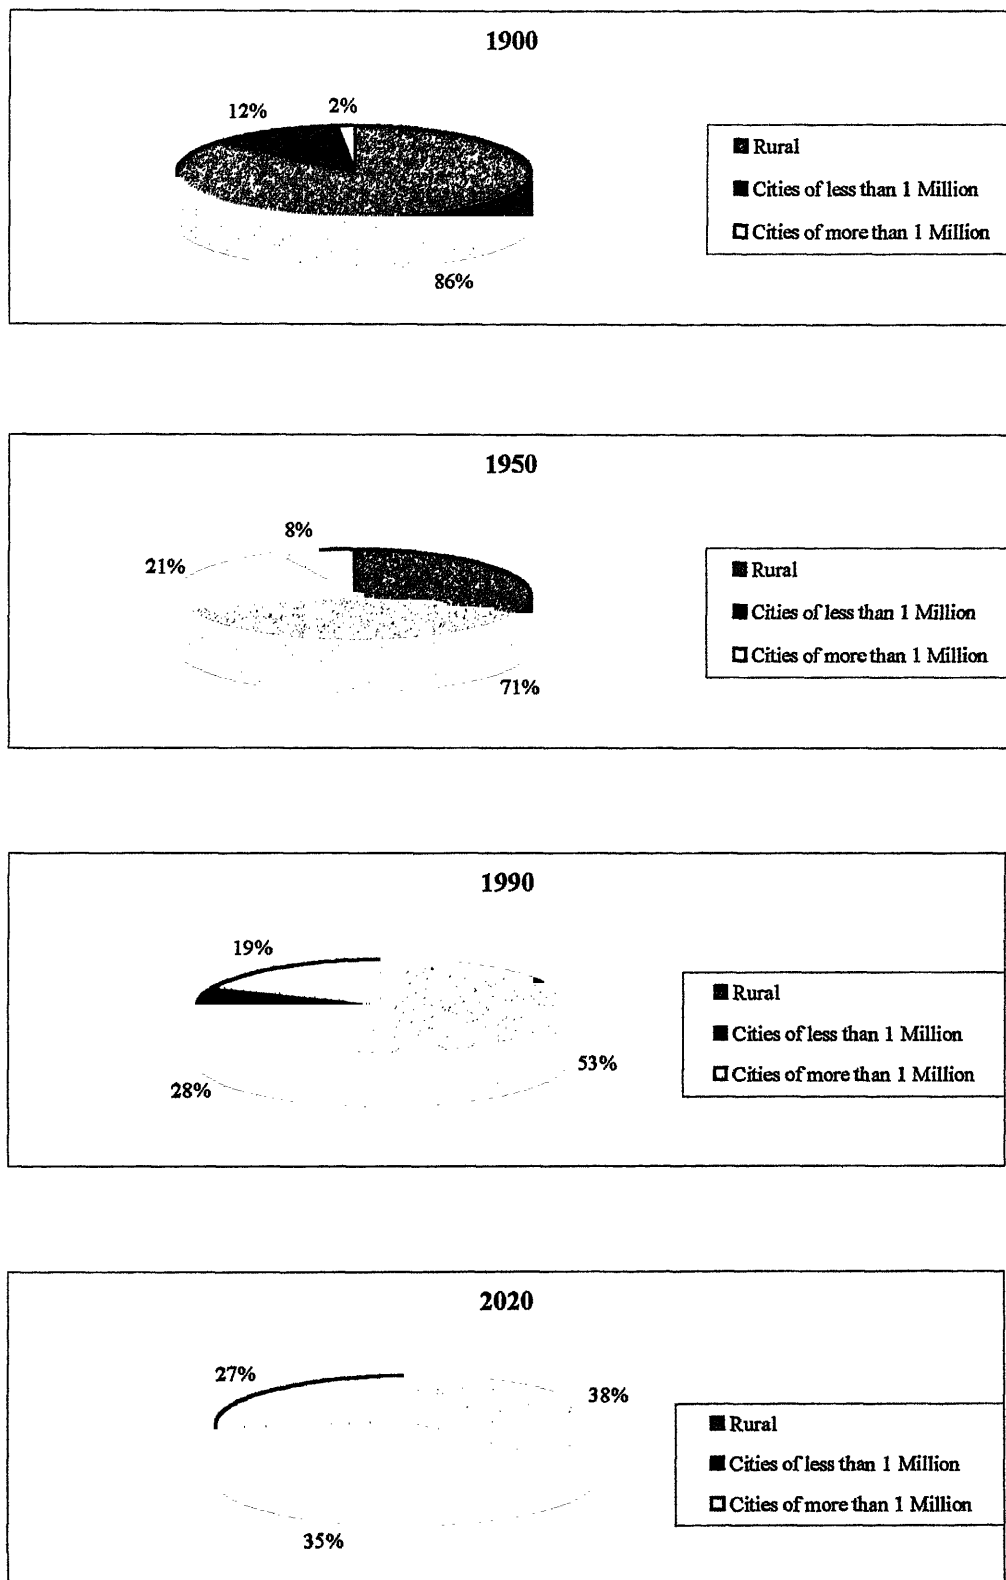 1900
12%
2%
86%
Rural
Cities of less than 1 Million
Cities of more than 1 Million
1950
8%
21%
71%
Rural
Cities of less than 1 Million
Cities of more than 1 Million
1990
19%
53%
28%
Rural
Cities of less than 1 Million
Cities of more than 1 Million
2020
27%
38%
35%
Rural
Cities of less than 1 Million
Cities of more than 1 Million